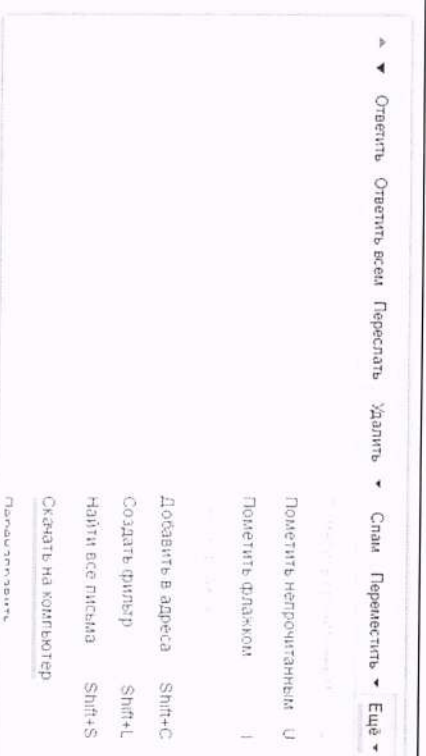 ▲ ▼ Ответить Ответить всем Переслать Удалить ▼ Спам Переместить ▼ Ещё ▼
Пометить непрочитанным U
Пометить флажком I
Добавить в адреса Shift+C
Создать фильтр Shift+L
Найти все письма Shift+S
Скачать на компьютер